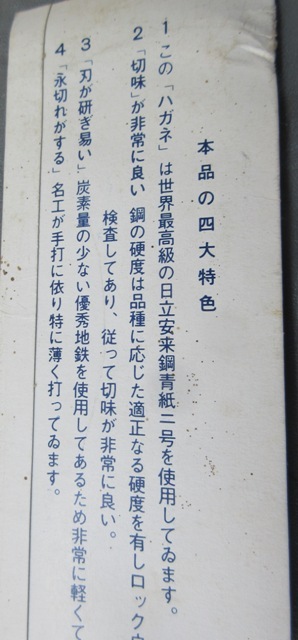 本品の四大特色
1 この「ハガネ」は世界最高級の日立安来鋼青紙二号を使用してゐます。
2 「切味」が非常に良い 鋼の硬度は品種に応じた適正なる硬度を有しロックウ
検査してあり、従って切味が非常に良い。
3 「刃が研ぎ易い」炭素量の少ない優秀地鉄を使用してあるため非常に軽くて
4 「永切れがする」名工が手打に依り特に薄く打ってゐます。